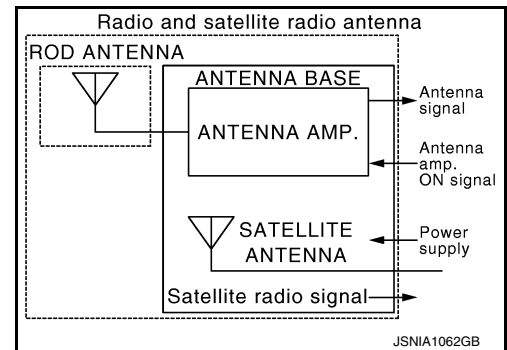 Radio and satellite radio antenna
ROD ANTENNA
ANTENNA BASE
ANTENNA AMP.
Antenna
signal
Antenna
amp.
ON signal
SATELLITE
ANTENNA
Power
supply
Satellite radio signal
JSNIA1062GB